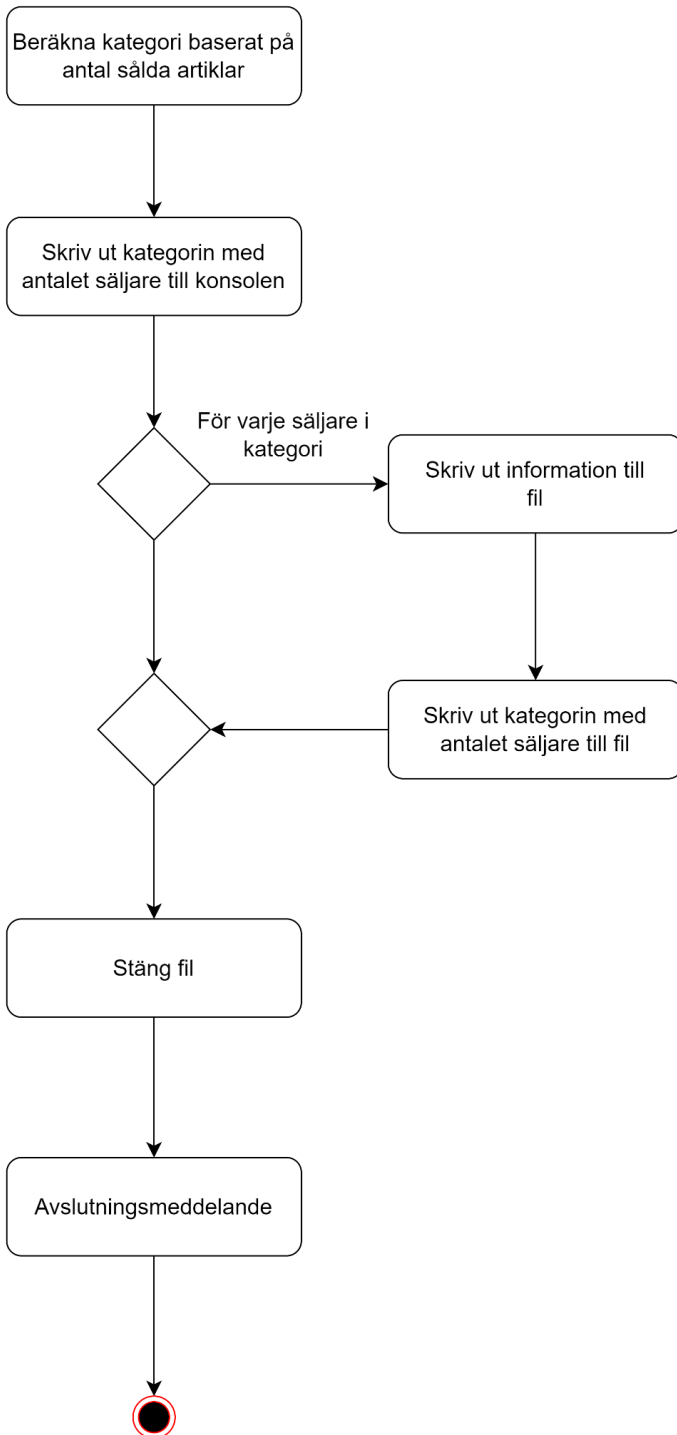 Beräkna kategori baserat på
antal sålda artiklar
Skriv ut kategorin med
antalet säljare till konsolen
För varje säljare i
kategori
Skriv ut information till
fil
Skriv ut kategorin med
antalet säljare till fil
Stäng fil
Avslutningsmeddelande